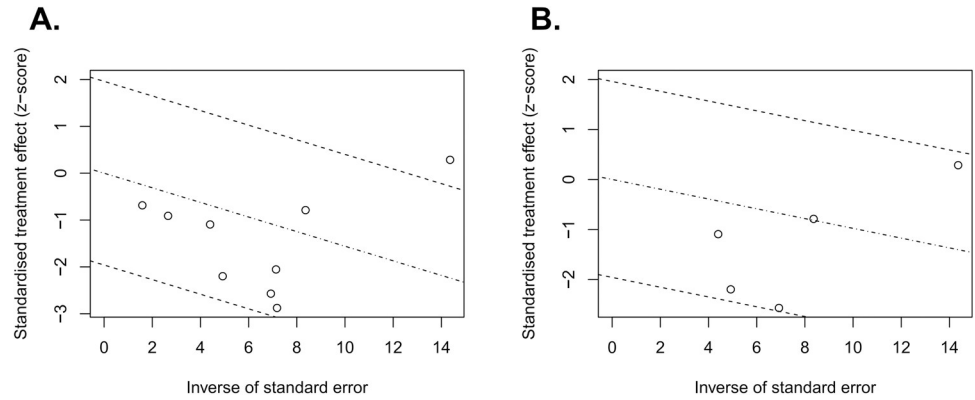 A.
Standardised treatment effect (z−score)
2
1
0
−1
−2
−3
0 2 4 6 8 10 12 14
Inverse of standard error
B.
Standardised treatment effect (z−score)
2
1
0
−1
−2
0 2 4 6 8 10 12 14
Inverse of standard error